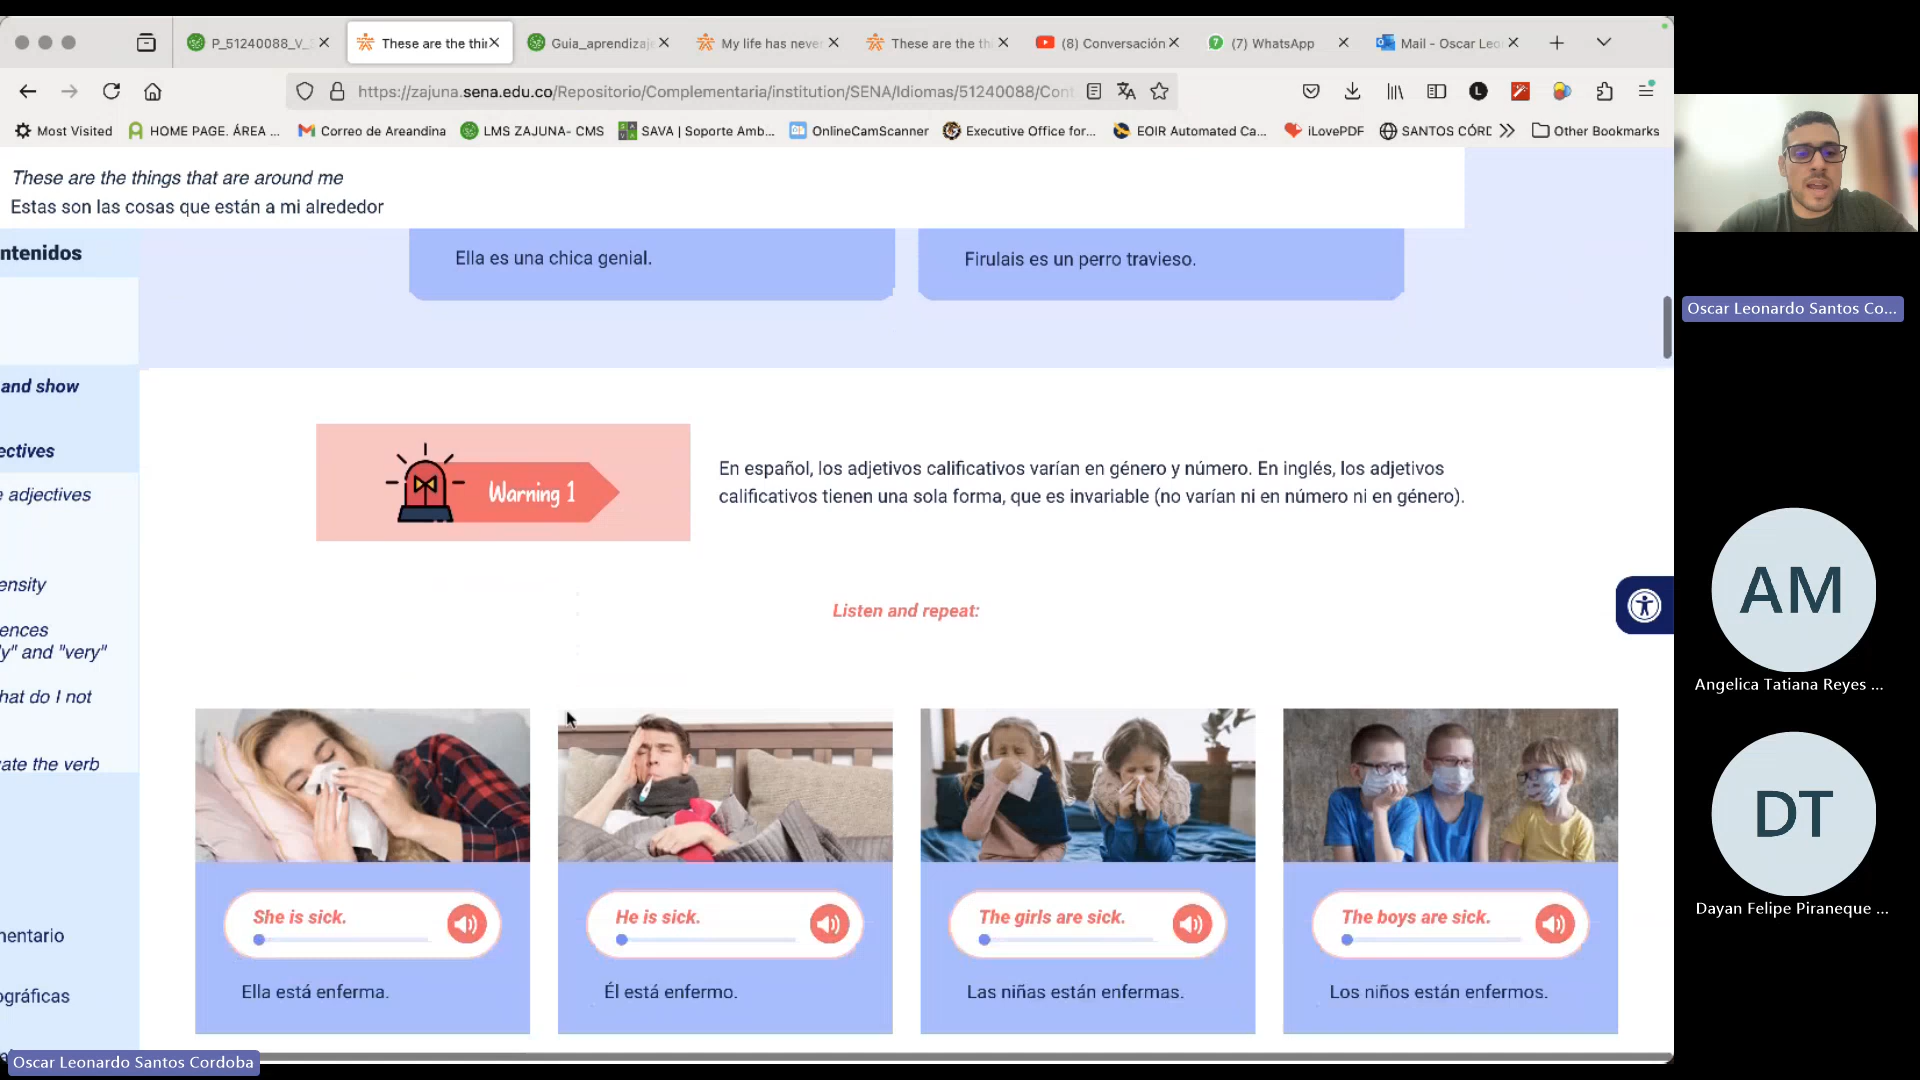 P_51240088_V_
These are the thin
Guia_aprendizaj
My life has never
These are the th
(8) Conversación
(7) WhatsApp
Mail - Oscar Leo
https://zajuna.sena.edu.co/Repositorio/Complementaria/institution/SENA/Idiomas/51240088/Cont
L
Most Visited
HOME PAGE. ÁREA ...
Correo de Areandina
LMS ZAJUNA- CMS
SAVA | Soporte Amb...
OnlineCamScanner
Executive Office for...
EOIR Automated Ca...
iLovePDF
SANTOS CÓRD
Other Bookmarks
These are the things that are around me
Estas son las cosas que están a mi alrededor
ntenidos
and show
ectives
e adjectives
ensity
ences
y" and "very"
hat do I not
ate the verb
nentario
ográficas
Ella es una chica genial.
Firulais es un perro travieso.
Warning 1
En español, los adjetivos calificativos varían en género y número. En inglés, los adjetivos
calificativos tienen una sola forma, que es invariable (no varían ni en número ni en género).
Listen and repeat:
She is sick.
He is sick.
The girls are sick.
The boys are sick.
Ella está enferma.
Él está enfermo.
Las niñas están enfermas.
Los niños están enfermos.
Oscar Leonardo Santos Cordoba
Oscar Leonardo Santos Co...
AM
Angelica Tatiana Reyes ...
DT
Dayan Felipe Piraneque ...